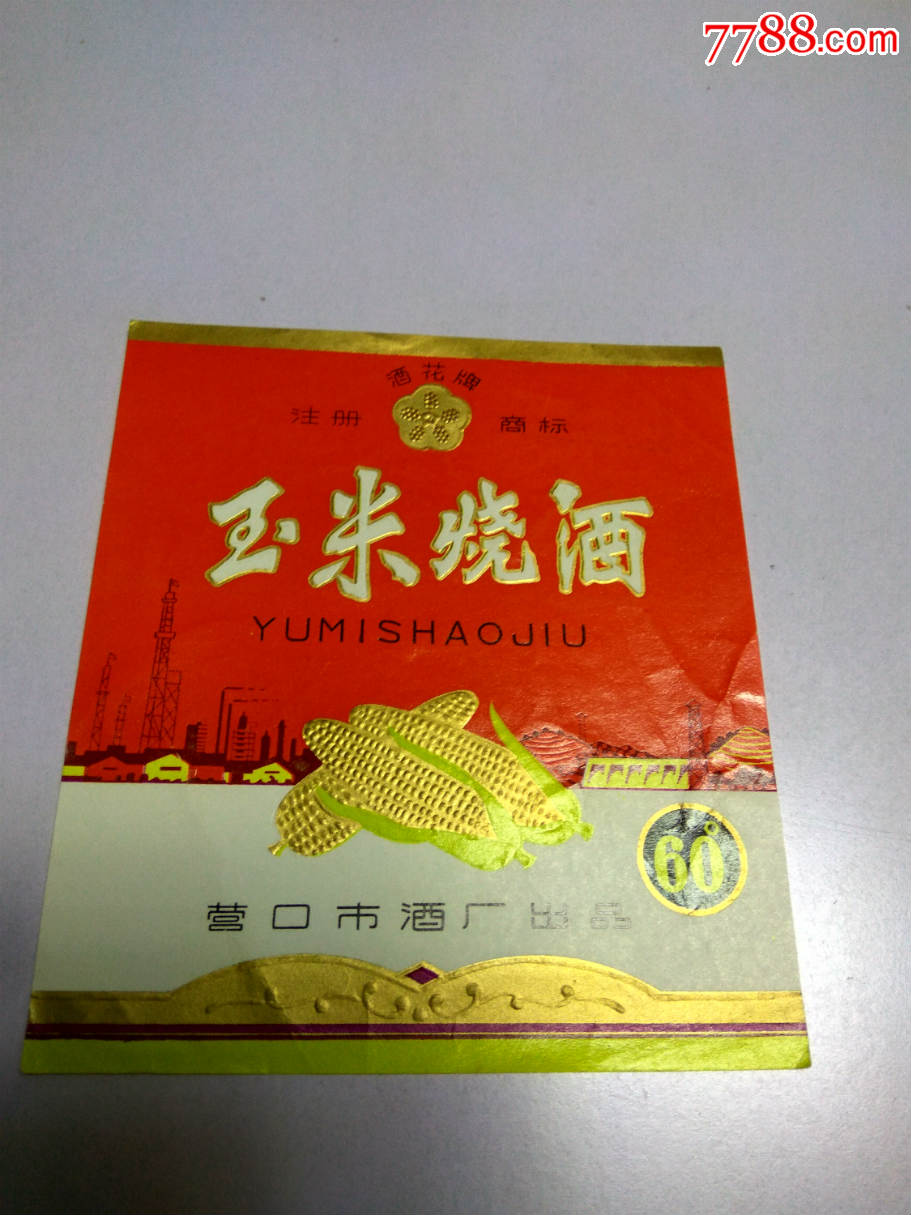 7788.com
酒花牌
注册 商标
玉米烧酒
YUMISHAOJIU
60°
营口市酒厂出品